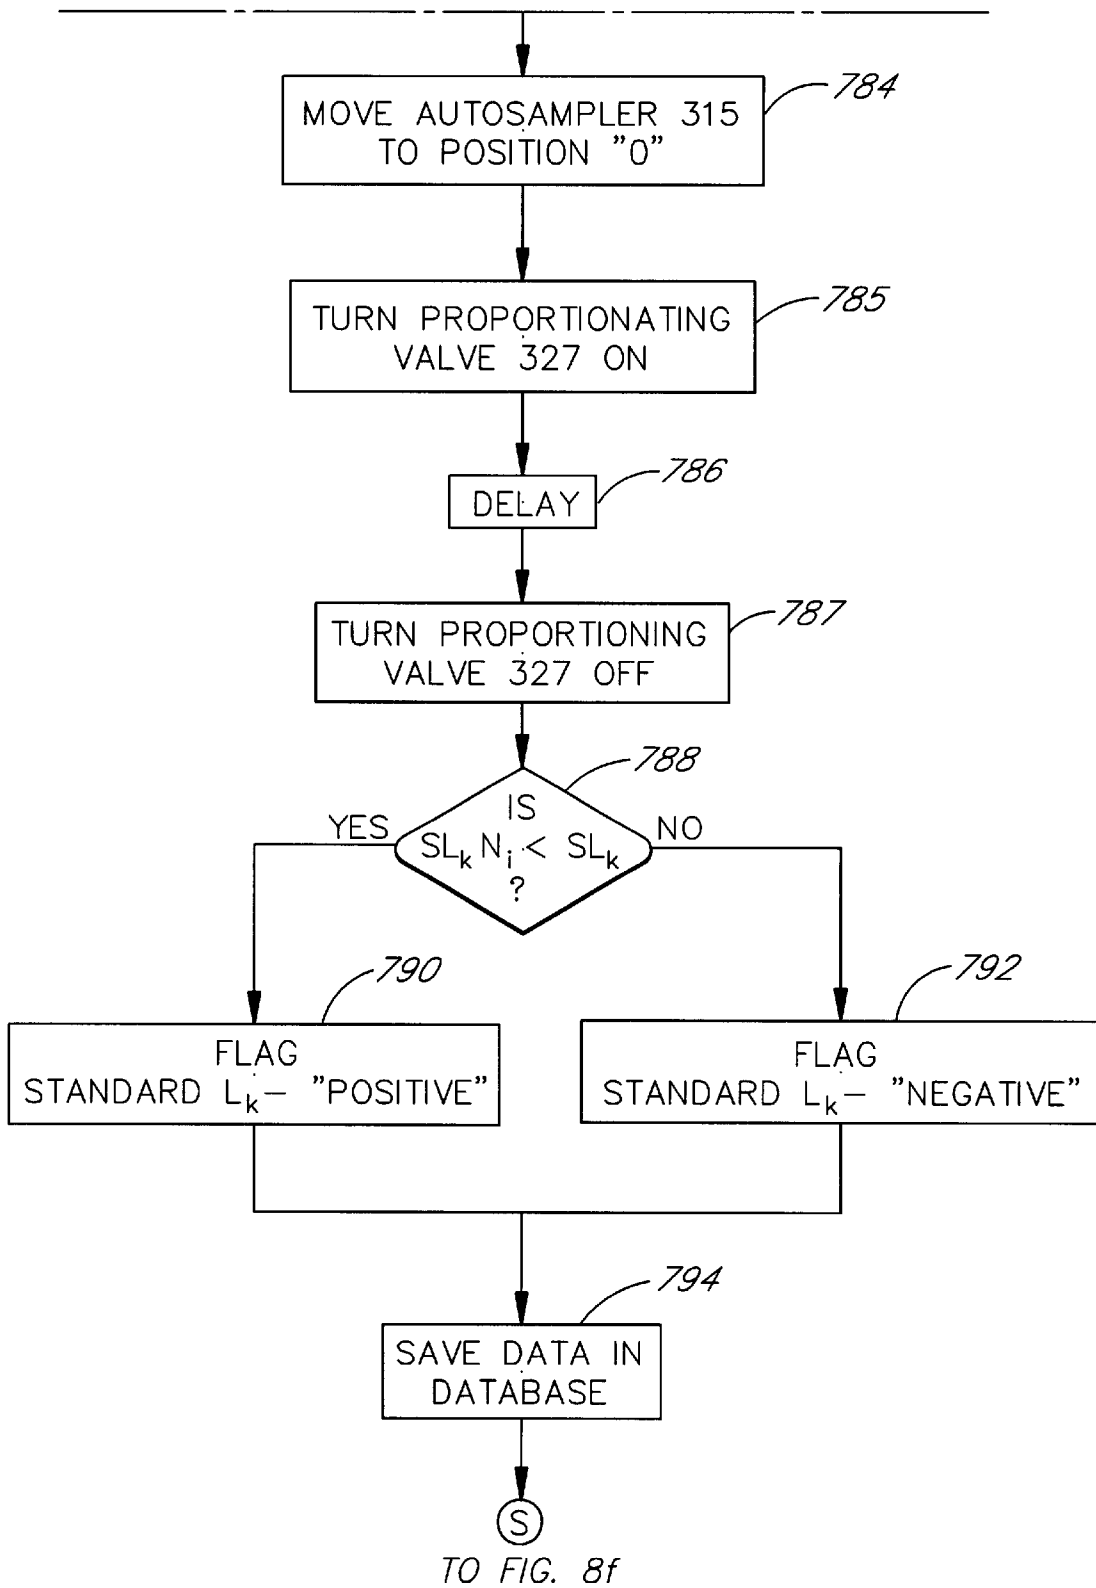 784
MOVE AUTOSAMPLER 315
TO POSITION "0"
785
TURN PROPORTIONATING
VALVE 327 ON
786
DELAY
787
TURN PROPORTIONING
VALVE 327 OFF
788
IS
SLk Ni < SLk
?
YES
NO
790
FLAG
STANDARD Lk– "POSITIVE"
792
FLAG
STANDARD Lk– "NEGATIVE"
794
SAVE DATA IN
DATABASE
S
TO FIG. 8f